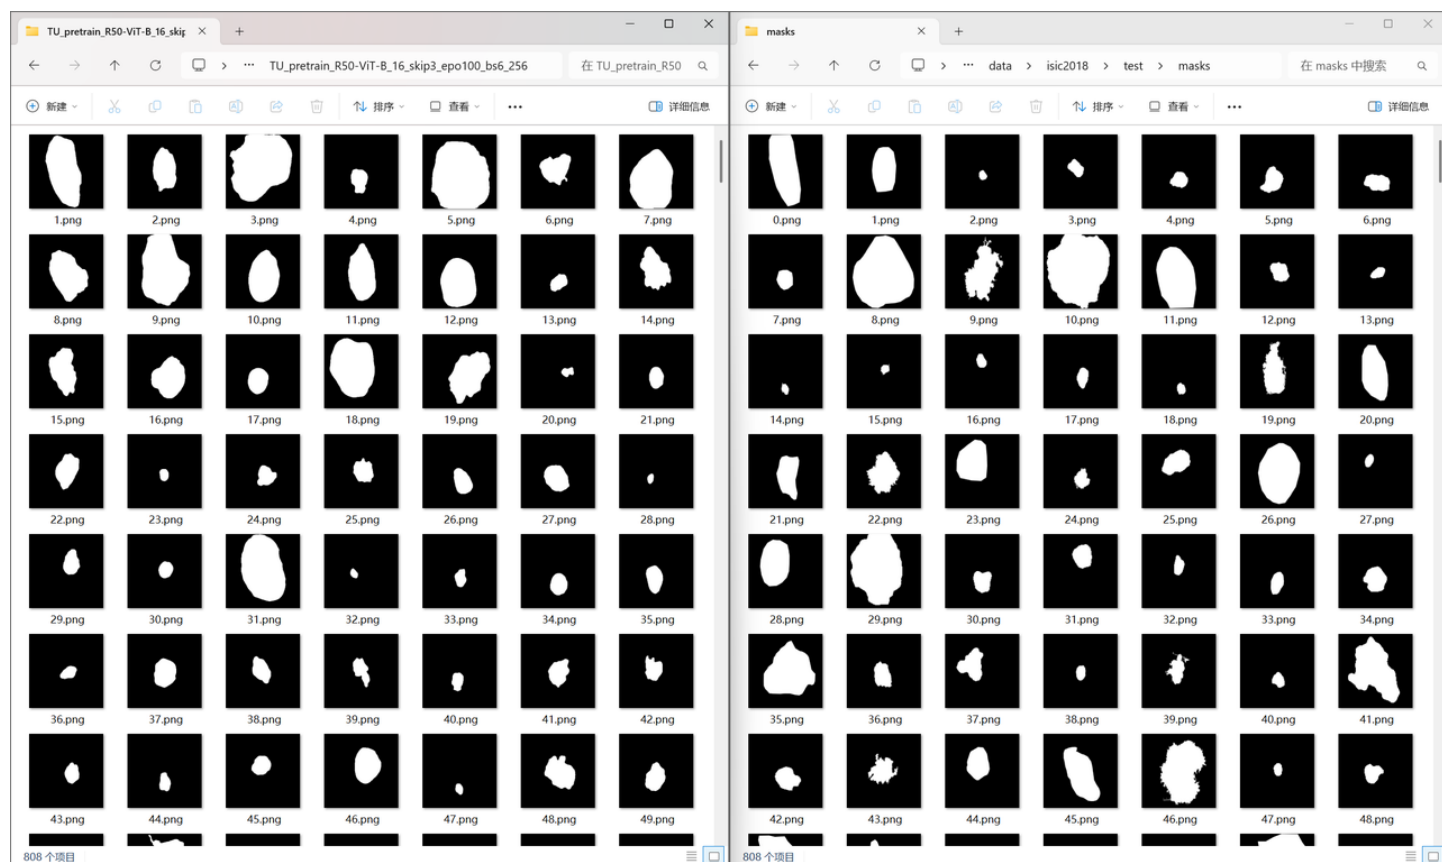 TU_pretrain_R50-ViT-B_16_skip
TU_pretrain_R50-ViT-B_16_skip3_epo100_bs6_256
在 TU_pretrain_R50
新建
排序
查看
详细信息
1.png 2.png 3.png 4.png 5.png 6.png 7.png
8.png 9.png 10.png 11.png 12.png 13.png 14.png
15.png 16.png 17.png 18.png 19.png 20.png 21.png
22.png 23.png 24.png 25.png 26.png 27.png 28.png
29.png 30.png 31.png 32.png 33.png 34.png 35.png
36.png 37.png 38.png 39.png 40.png 41.png 42.png
43.png 44.png 45.png 46.png 47.png 48.png 49.png
808 个项目
masks
data > isic2018 > test > masks
在 masks 中搜索
新建
排序
查看
详细信息
0.png 1.png 2.png 3.png 4.png 5.png 6.png
7.png 8.png 9.png 10.png 11.png 12.png 13.png
14.png 15.png 16.png 17.png 18.png 19.png 20.png
21.png 22.png 23.png 24.png 25.png 26.png 27.png
28.png 29.png 30.png 31.png 32.png 33.png 34.png
35.png 36.png 37.png 38.png 39.png 40.png 41.png
42.png 43.png 44.png 45.png 46.png 47.png 48.png
808 个项目